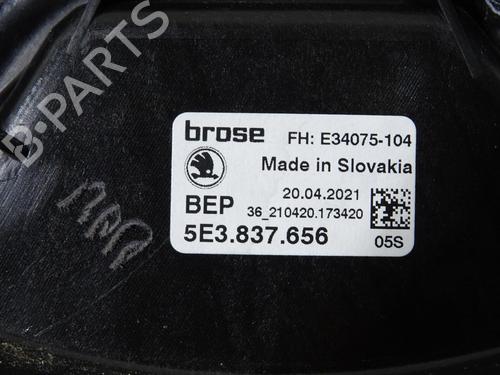 B-PARTS
brose FH: E34075-104
Made in Slovakia
20.04.2021
BEP 36_210420.173420
5E3.837.656 05S